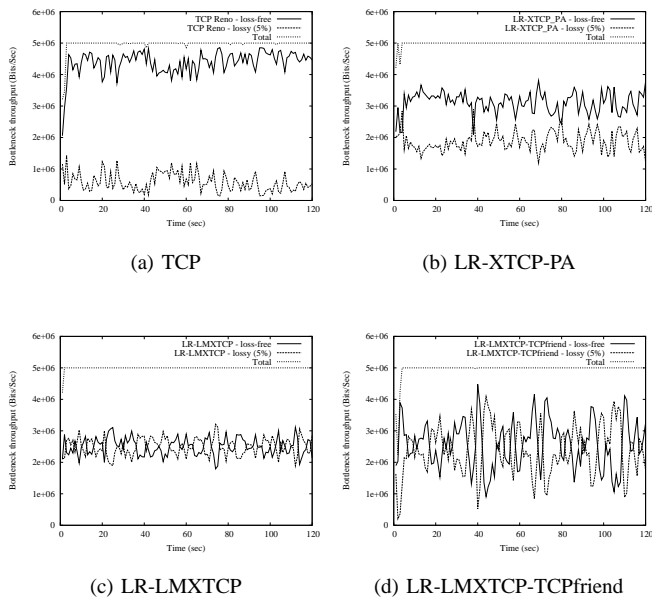 TCP Reno - loss-free
TCP Reno - lossy (5%)
Total
6e+06
5e+06
4e+06
3e+06
2e+06
1e+06
0
0 20 40 60 80 100 120
Bottleneck throughput (Bits/Sec)
Time (sec)
(a) TCP
LR-XTCP_PA - loss-free
LR-XTCP_PA - lossy (5%)
Total
6e+06
5e+06
4e+06
3e+06
2e+06
1e+06
0
0 20 40 60 80 100 120
Bottleneck throughput (Bits/Sec)
Time (sec)
(b) LR-XTCP-PA
LR-LMXTCP - loss-free
LR-LMXTCP - lossy (5%)
Total
6e+06
5e+06
4e+06
3e+06
2e+06
1e+06
0
0 20 40 60 80 100 120
Bottleneck throughput (Bits/Sec)
Time (sec)
(c) LR-LMXTCP
LR-LMXTCP-TCPfriend - loss-free
LR-LMXTCP-TCPfriend - lossy (5%)
Total
6e+06
5e+06
4e+06
3e+06
2e+06
1e+06
0
0 20 40 60 80 100 120
Bottleneck throughput (Bits/Sec)
Time (sec)
(d) LR-LMXTCP-TCPfriend